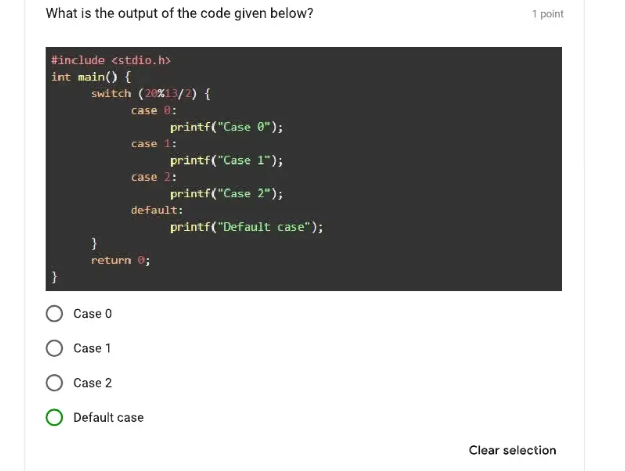 What is the output of the code given below?
1 point
#include <stdio.h>
int main() {
switch (20%13/2) {
case 0:
printf("Case 0");
case 1:
printf("Case 1");
case 2:
printf("Case 2");
default:
printf("Default case");
}
return 0;
}
Case 0
Case 1
Case 2
Default case
Clear selection